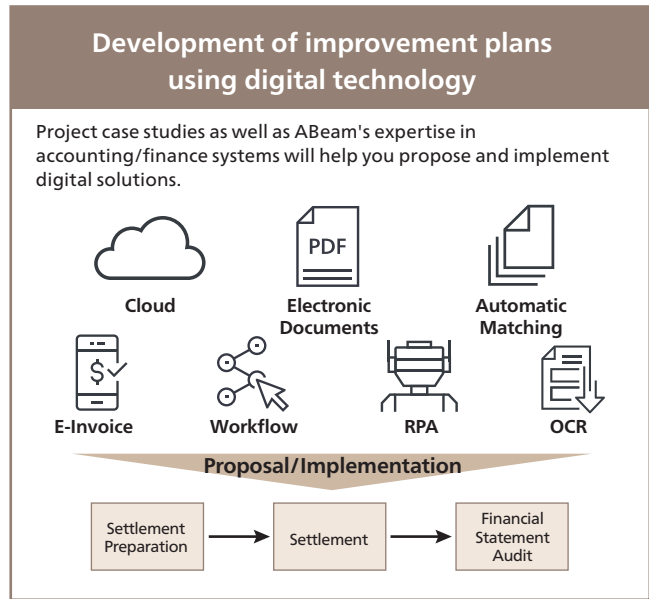 Development of improvement plans
using digital technology
Project case studies as well as ABeam's expertise in
accounting/finance systems will help you propose and implement
digital solutions.
PDF
Cloud
Electronic
Documents
Automatic
Matching
$
E-Invoice
Workflow
RPA
OCR
Proposal/Implementation
Settlement
Preparation
Settlement
Financial
Statement
Audit